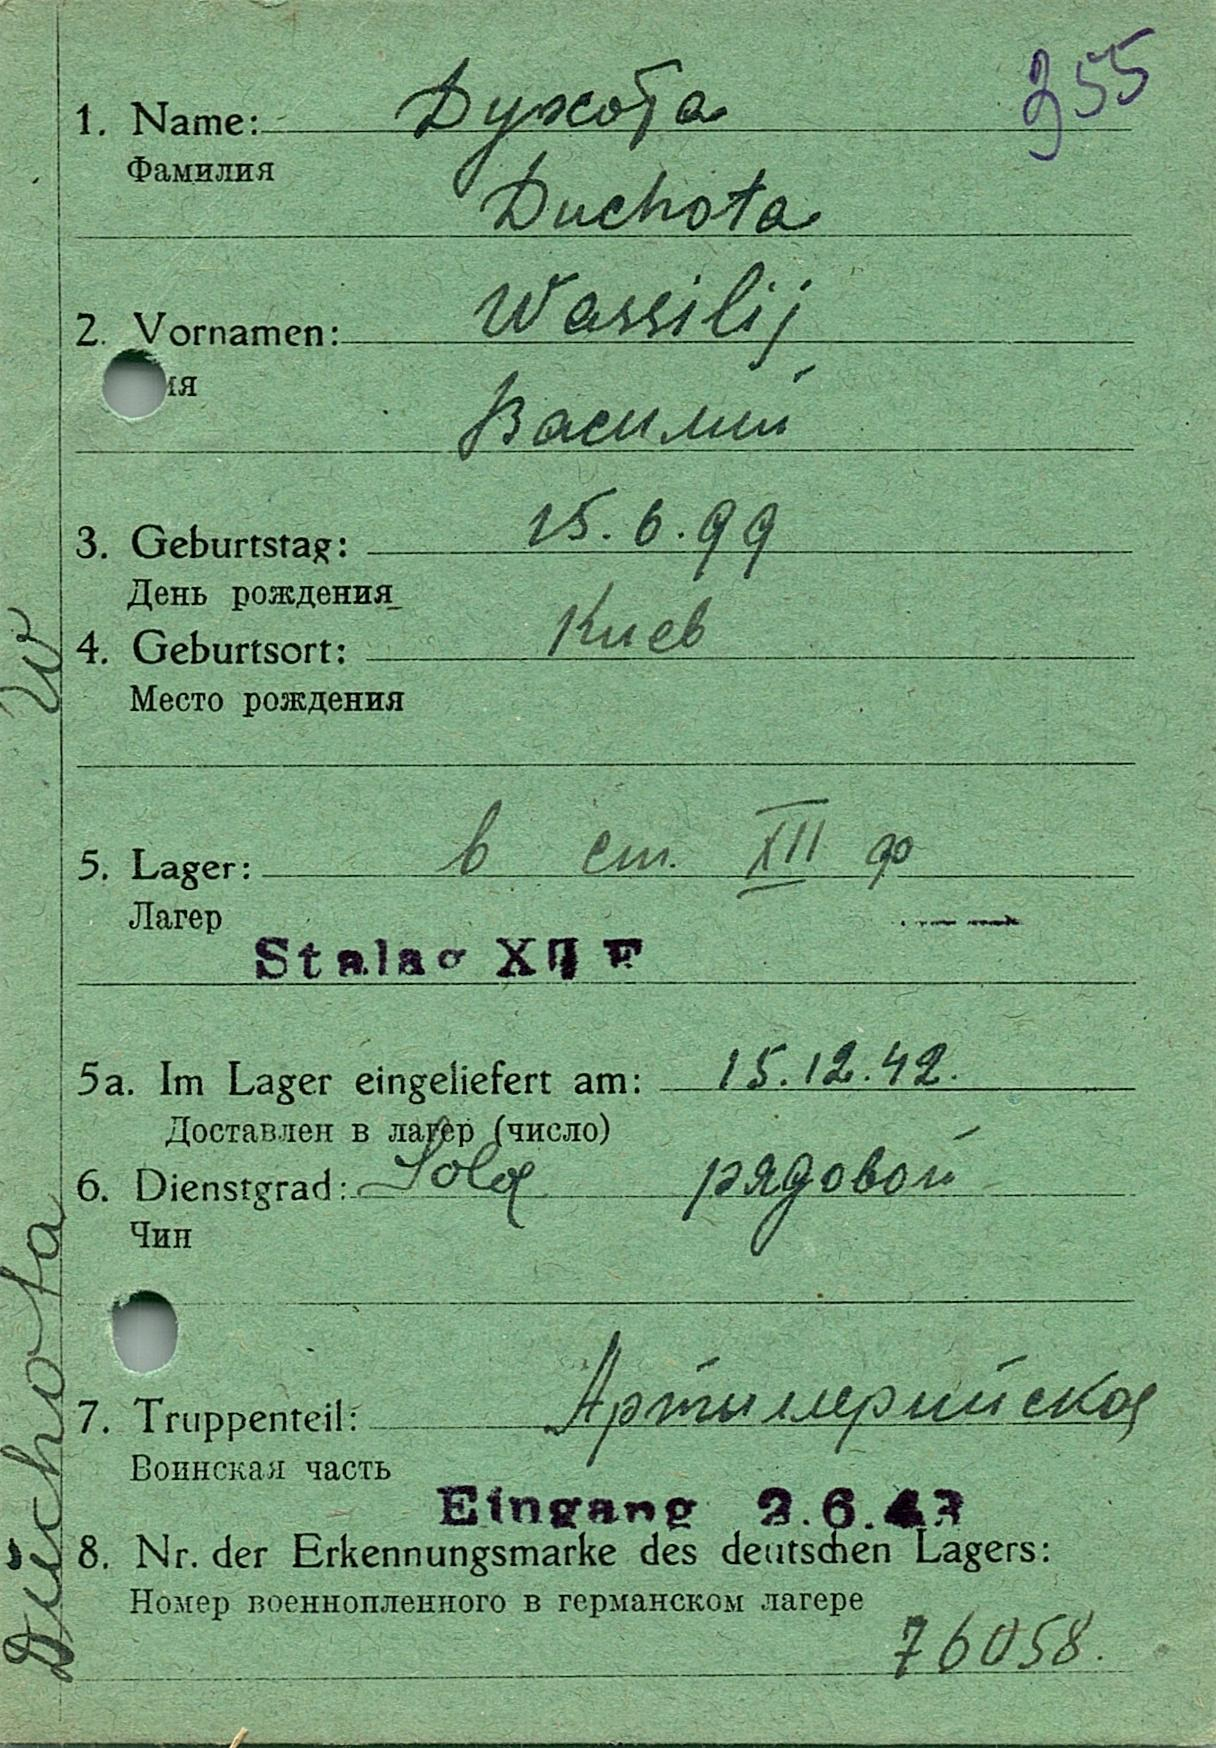 355
1. Name: Духота
Фамилия
Duchota
2. Vornamen: Wassilij
ия
Василий
3. Geburtstag: 15.6.99
День рождения
4. Geburtsort: Киев
Место рождения
5. Lager: в ст. XII ф
Лагер
Stalag XII F
5a. Im Lager eingeliefert am: 15.12.42.
Доставлен в лагер (число)
6. Dienstgrad: Sold рядовой
Чин
7. Truppenteil: Артилерийская
Воинская часть
Eingang 2.6.43
8. Nr. der Erkennungsmarke des deutschen Lagers:
Номер военнопленного в германском лагере
76058.
Duchota W